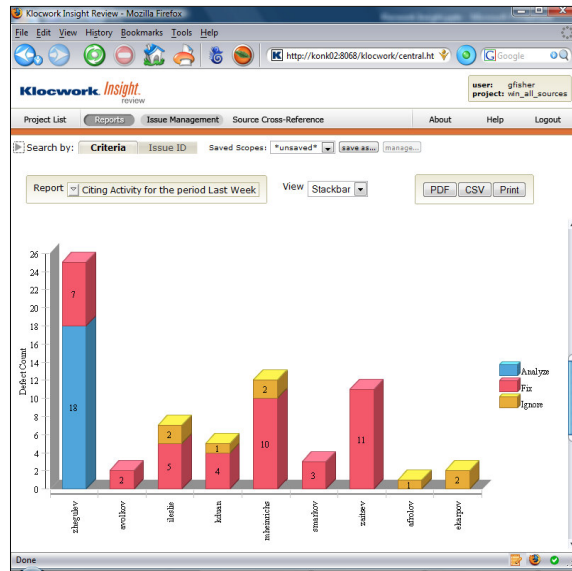 Klocwork Insight Review - Mozilla Firefox
File Edit View History Bookmarks Tools Help
K http://konk02:8068/klocwork/central.ht
G Google
Klocwork Insight
review
user: gfisher
project: win_all_sources
Project List Reports Issue Management Source Cross-Reference About Help Logout
Search by: Criteria Issue ID Saved Scopes: *unsaved* save as... manage...
Report Citing Activity for the period Last Week View Stackbar PDF CSV Print
26
24
22
20
18
16
14
12
10
8
6
4
2
0
Defect Count
7
18
2
2
5
1
4
2
10
3
11
1
2
zhegulev
avolkov
ileshe
kduan
mheinrichs
smarkov
zaitsev
afrolov
ekarpov
Analyze
Fix
Ignore
Done